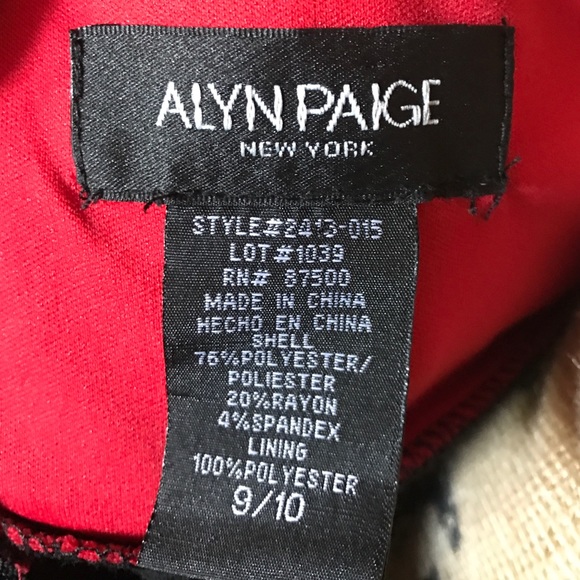 ALYN PAIGE
NEW YORK
STYLE#2413-015
LOT#1039
RN# 87500
MADE IN CHINA
HECHO EN CHINA
SHELL
76%POLYESTER/
POLIESTER
20%RAYON
4%SPANDEX
LINING
100%POLYESTER
9/10